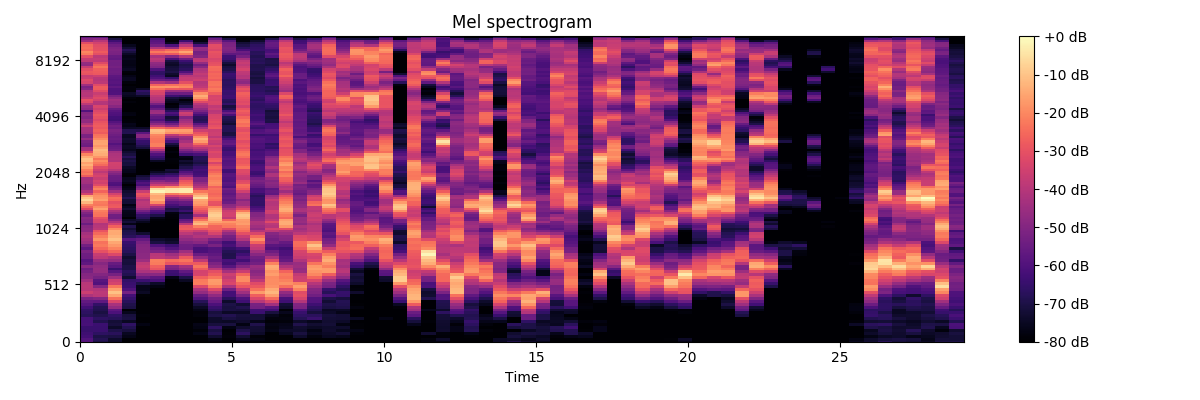 Mel spectrogram
Hz
8192
4096
2048
1024
512
0
0 5 10 15 20 25
Time
+0 dB
-10 dB
-20 dB
-30 dB
-40 dB
-50 dB
-60 dB
-70 dB
-80 dB